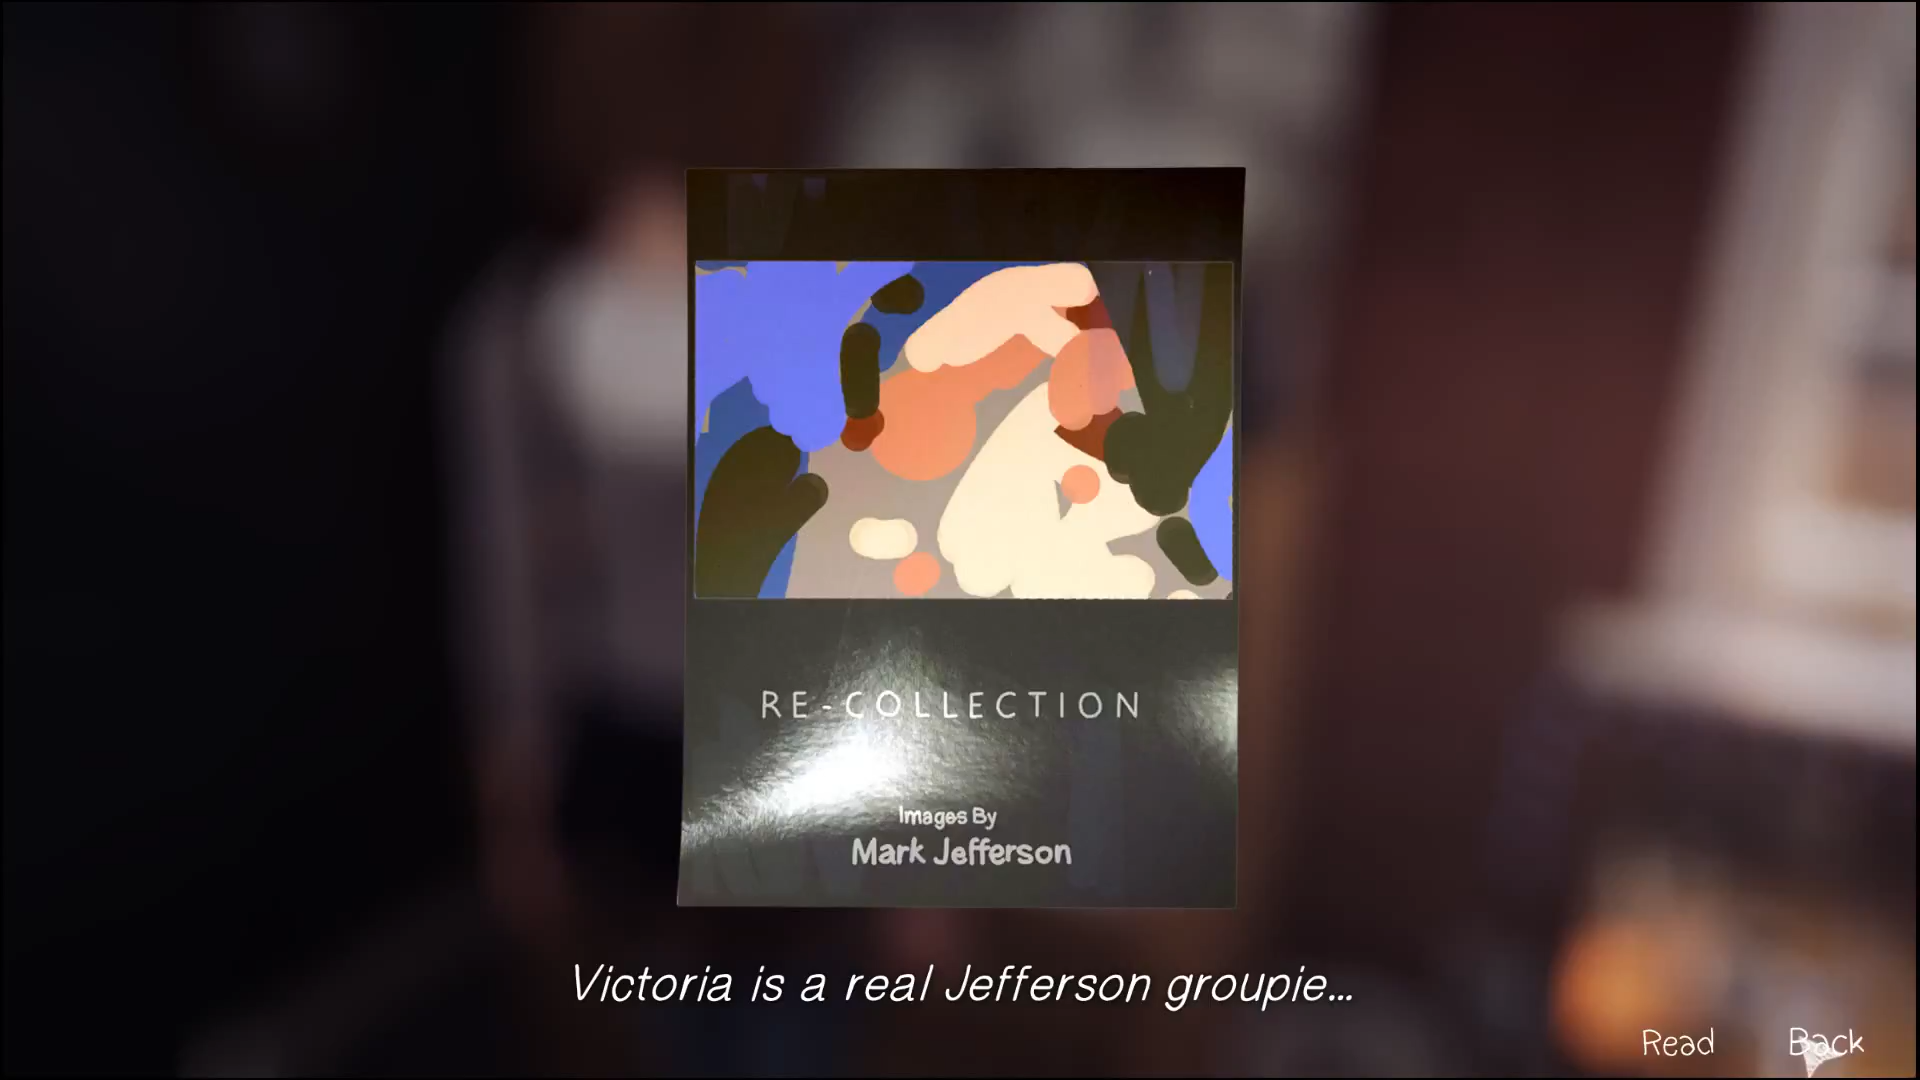 RE-COLLECTION
Images By
Mark Jefferson
Victoria is a real Jefferson groupie...
Read
Back